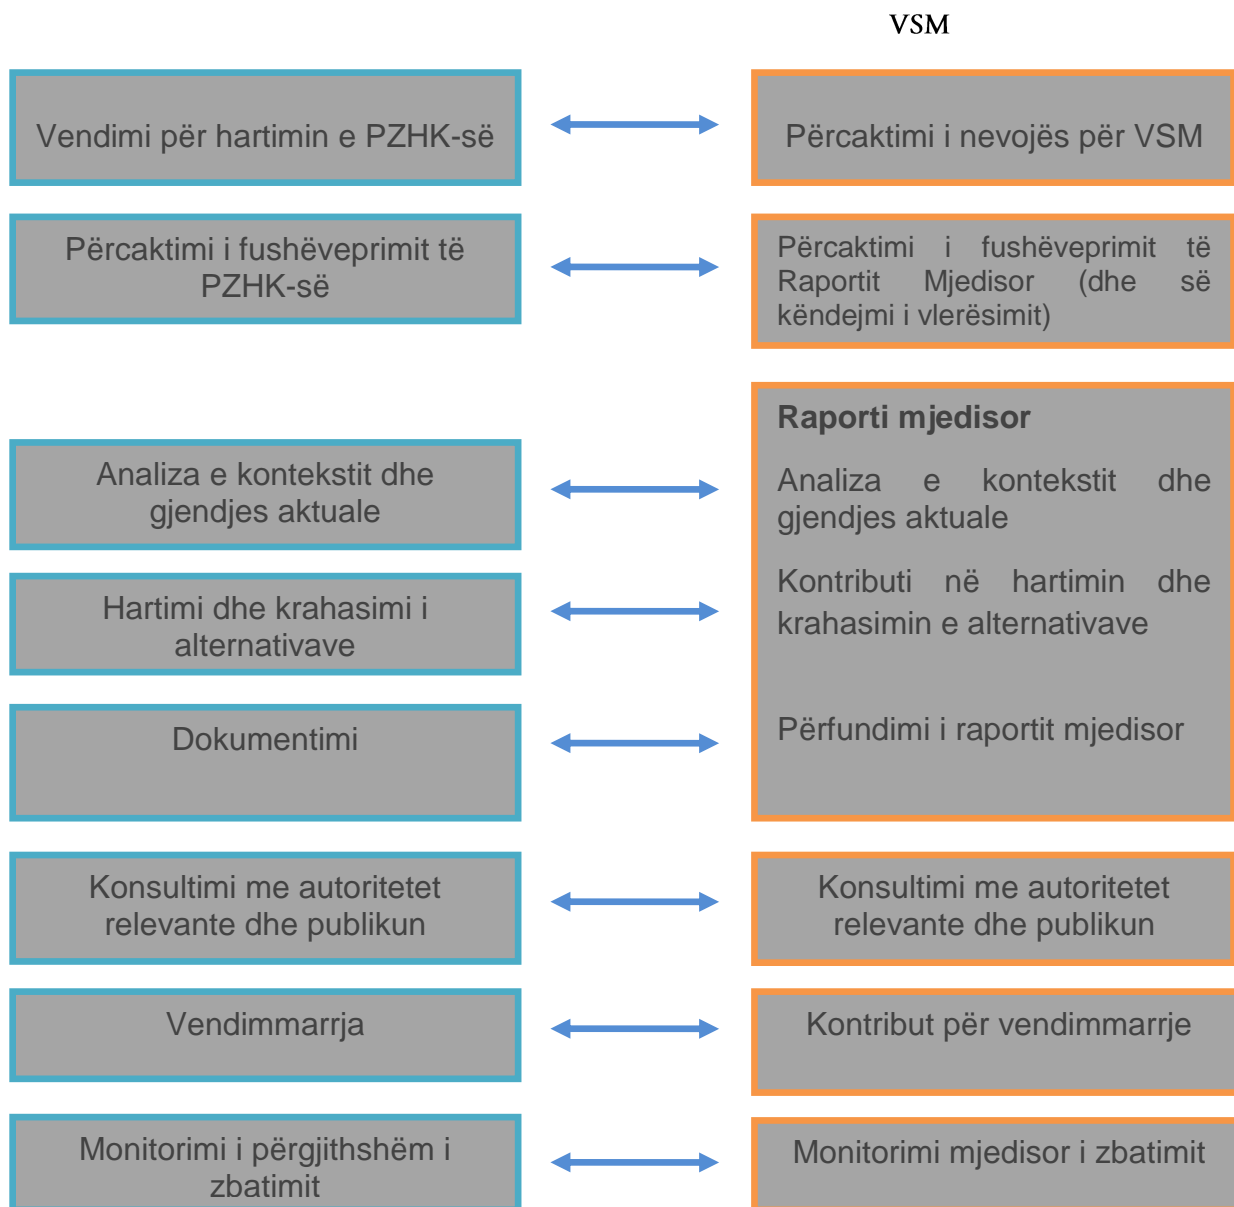 VSM
Vendimi për hartimin e PZHK-së
Përcaktimi i nevojës për VSM
Përcaktimi i fushëveprimit të
PZHK-së
Përcaktimi i fushëveprimit të
Raportit Mjedisor (dhe së
këndejmi i vlerësimit)
Raporti mjedisor
Analiza e kontekstit dhe
gjendjes aktuale
Analiza e kontekstit dhe
gjendjes aktuale
Hartimi dhe krahasimi i
alternativave
Kontributi në hartimin dhe
krahasimin e alternativave
Dokumentimi
Përfundimi i raportit mjedisor
Konsultimi me autoritetet
relevante dhe publikun
Konsultimi me autoritetet
relevante dhe publikun
Vendimmarrja
Kontribut për vendimmarrje
Monitorimi i përgjithshëm i
zbatimit
Monitorimi mjedisor i zbatimit